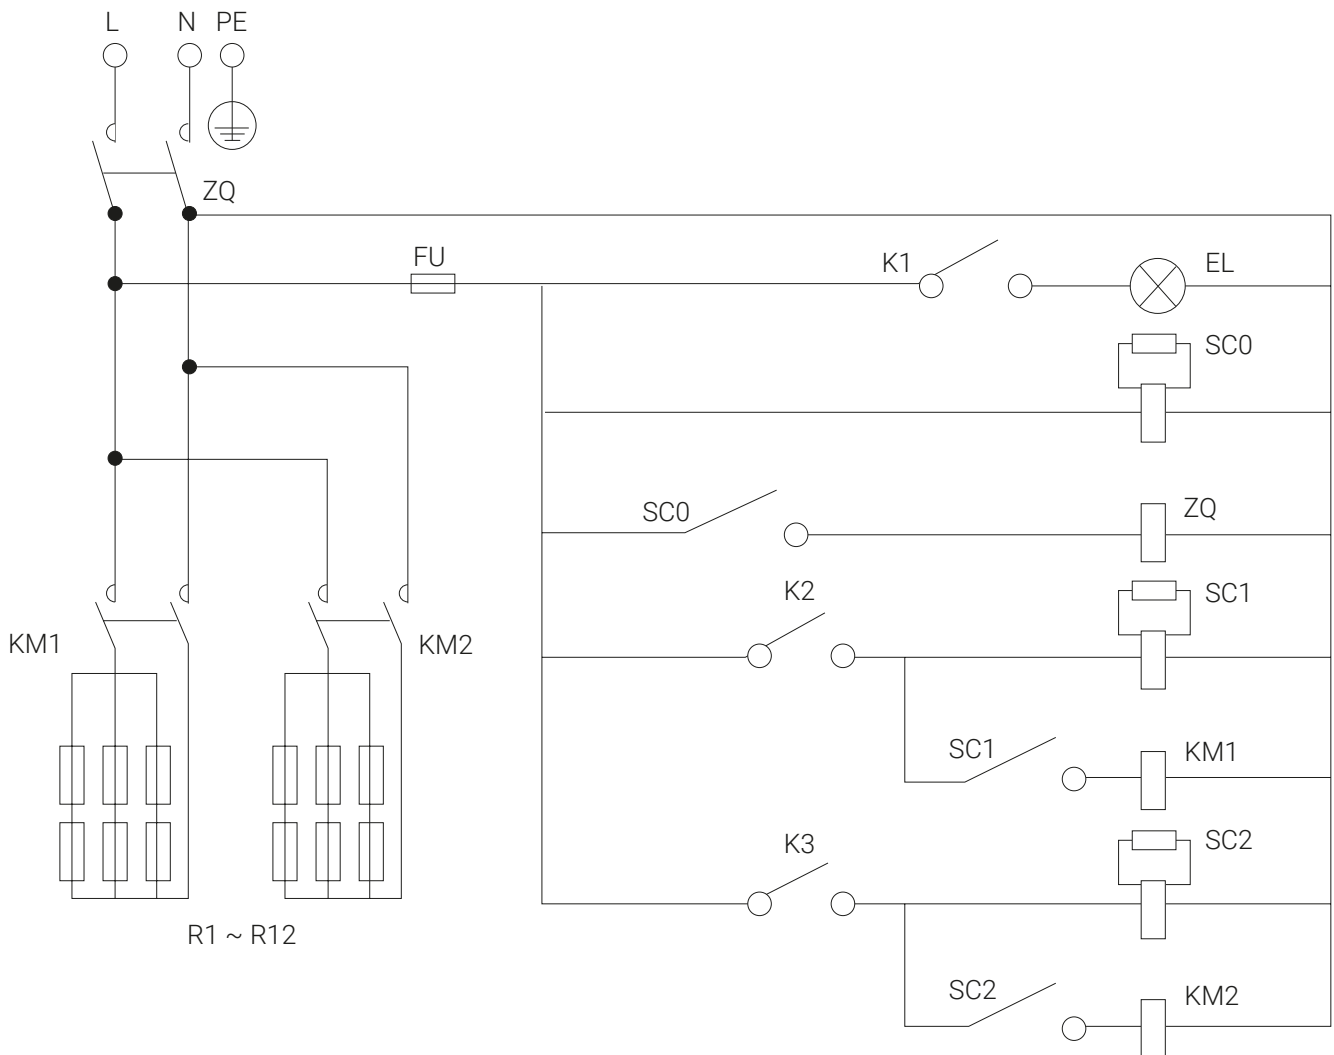 L N PE
ZQ
FU
K1
EL
SC0
SC0
ZQ
K2
SC1
KM1
KM2
SC1
KM1
K3
SC2
R1 ~ R12
SC2
KM2